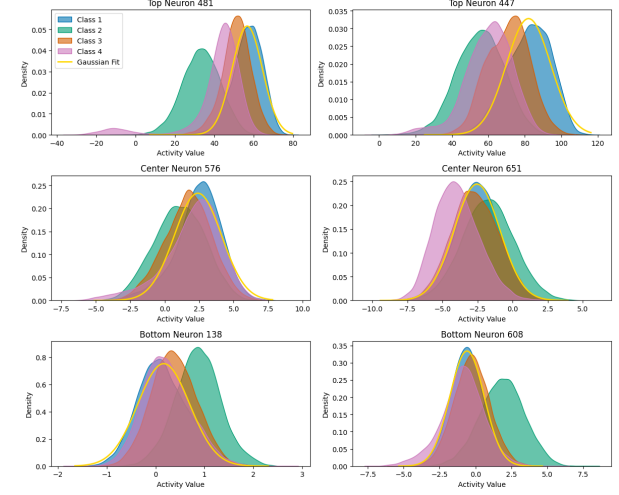 Top Neuron 481
Class 1
Class 2
Class 3
Class 4
Gaussian Fit
Density
0.05
0.04
0.03
0.02
0.01
0.00
−40 −20 0 20 40 60 80
Activity Value
Top Neuron 447
Density
0.035
0.030
0.025
0.020
0.015
0.010
0.005
0.000
0 20 40 60 80 100 120
Activity Value
Center Neuron 576
Density
0.25
0.20
0.15
0.10
0.05
0.00
−7.5 −5.0 −2.5 0.0 2.5 5.0 7.5 10.0
Activity Value
Center Neuron 651
Density
0.25
0.20
0.15
0.10
0.05
0.00
−10.0 −7.5 −5.0 −2.5 0.0 2.5 5.0
Activity Value
Bottom Neuron 138
Density
0.8
0.6
0.4
0.2
0.0
−2 −1 0 1 2 3
Activity Value
Bottom Neuron 608
Density
0.35
0.30
0.25
0.20
0.15
0.10
0.05
0.00
−7.5 −5.0 −2.5 0.0 2.5 5.0 7.5
Activity Value